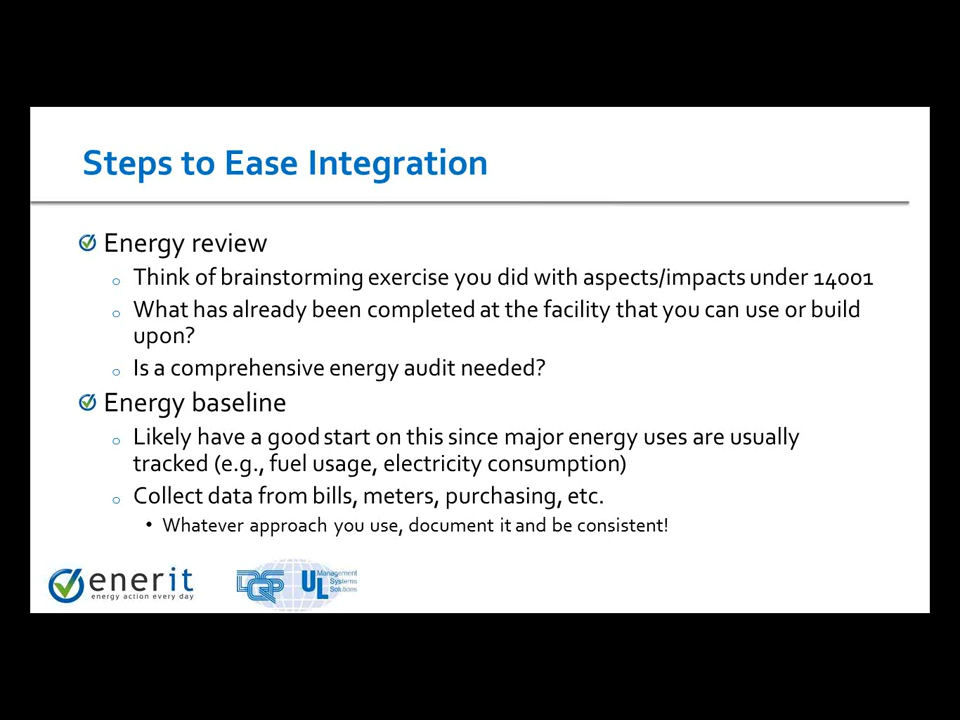 Steps to Ease Integration
Energy review
Think of brainstorming exercise you did with aspects/impacts under 14001
What has already been completed at the facility that you can use or build
upon?
Is a comprehensive energy audit needed?
Energy baseline
Likely have a good start on this since major energy uses are usually
tracked (e.g., fuel usage, electricity consumption)
Collect data from bills, meters, purchasing, etc.
• Whatever approach you use, document it and be consistent!
enerit
energy action every day
DQS
UL
Management
Systems
Solutions